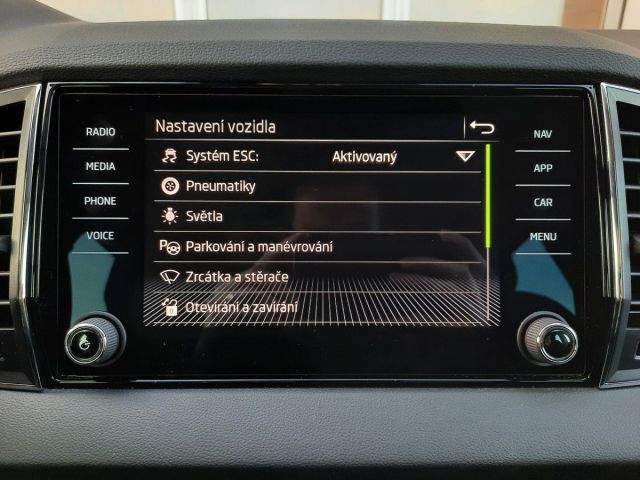 Nastavení vozidla
RADIO
MEDIA
PHONE
VOICE
Systém ESC: Aktivovaný
Pneumatiky
Světla
Parkování a manévrování
Zrcátka a stěrače
Otevírání a zavírání
NAV
APP
CAR
MENU